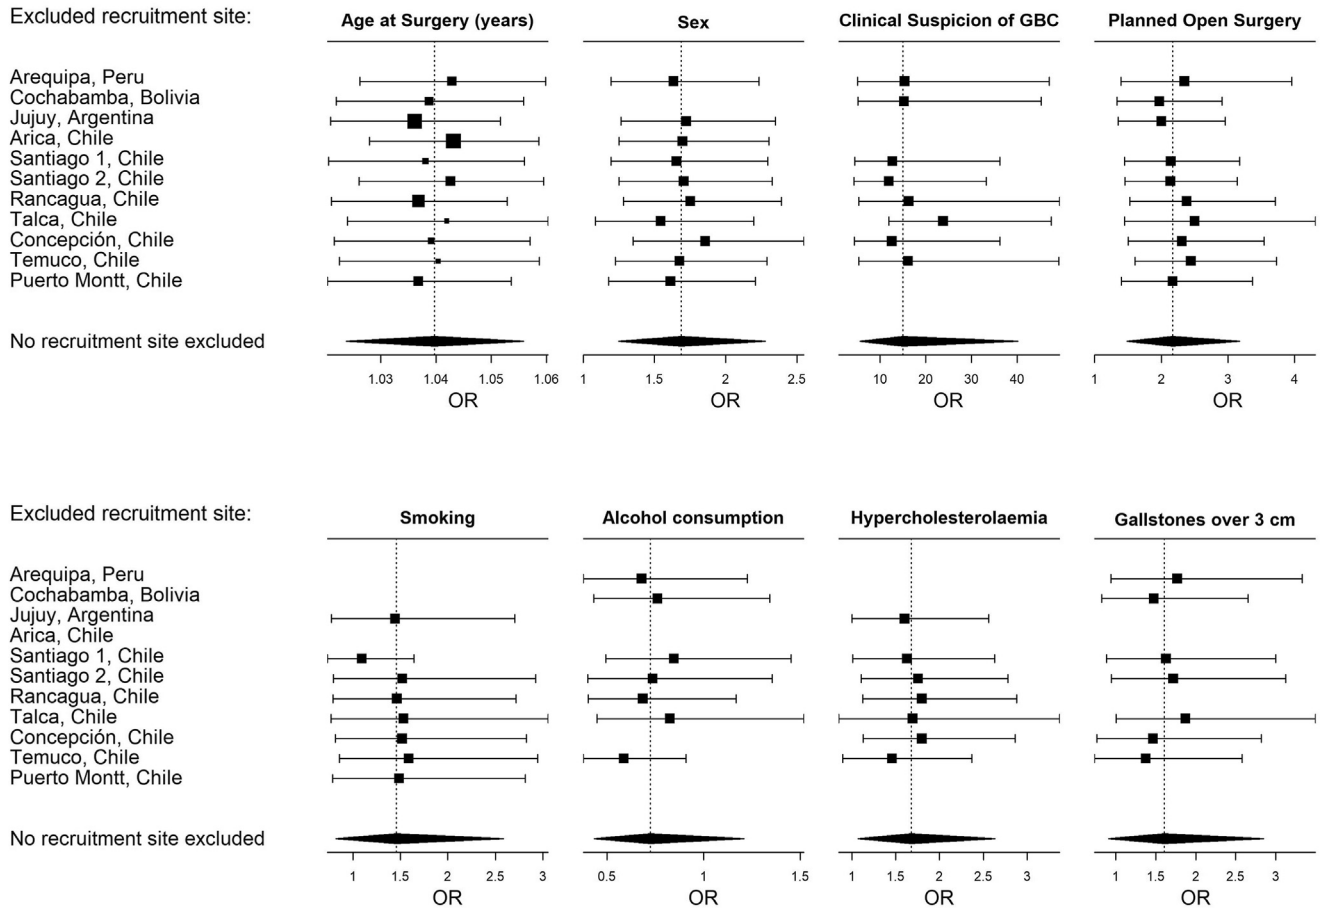 Excluded recruitment site:
Age at Surgery (years)
Sex
Clinical Suspicion of GBC
Planned Open Surgery
Arequipa, Peru
Cochabamba, Bolivia
Jujuy, Argentina
Arica, Chile
Santiago 1, Chile
Santiago 2, Chile
Rancagua, Chile
Talca, Chile
Concepción, Chile
Temuco, Chile
Puerto Montt, Chile
No recruitment site excluded
1.03 1.04 1.05 1.06
1 1.5 2 2.5
10 20 30 40
1 2 3 4
OR
OR
OR
OR
Excluded recruitment site:
Smoking
Alcohol consumption
Hypercholesterolaemia
Gallstones over 3 cm
Arequipa, Peru
Cochabamba, Bolivia
Jujuy, Argentina
Arica, Chile
Santiago 1, Chile
Santiago 2, Chile
Rancagua, Chile
Talca, Chile
Concepción, Chile
Temuco, Chile
Puerto Montt, Chile
No recruitment site excluded
1 1.5 2 2.5 3
0.5 1 1.5
1 1.5 2 2.5 3
1 1.5 2 2.5 3
OR
OR
OR
OR